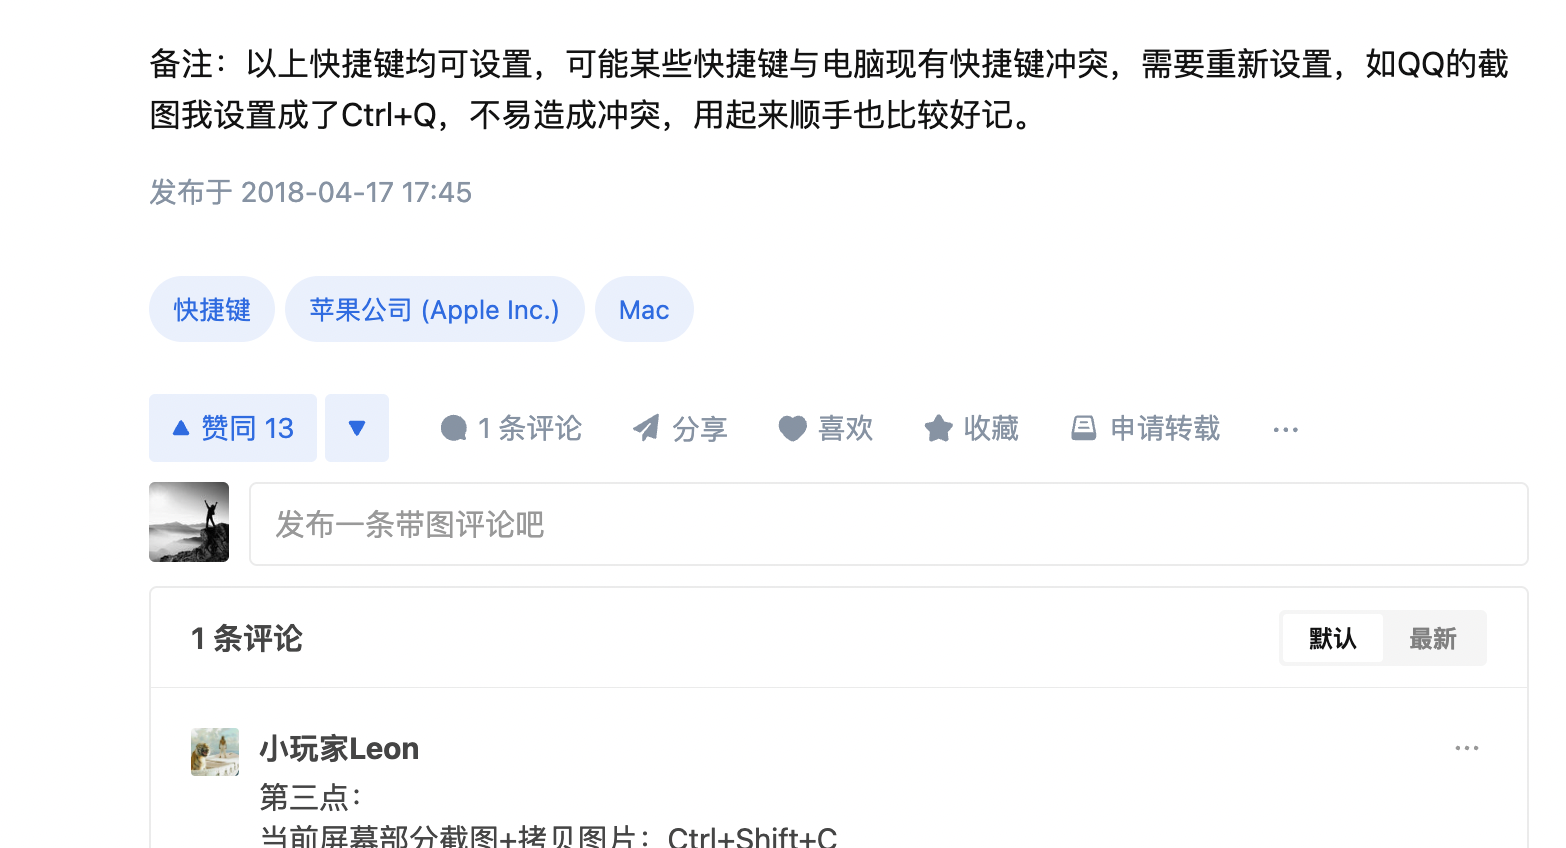 备注：以上快捷键均可设置，可能某些快捷键与电脑现有快捷键冲突，需要重新设置，如QQ的截
图我设置成了Ctrl+Q，不易造成冲突，用起来顺手也比较好记。
发布于 2018-04-17 17:45
快捷键 苹果公司 (Apple Inc.) Mac
赞同 13 1 条评论 分享 喜欢 收藏 申请转载
发布一条带图评论吧
1 条评论 默认 最新
小玩家Leon
第三点：
当前屏幕部分截图+拷贝图片：Ctrl+Shift+C